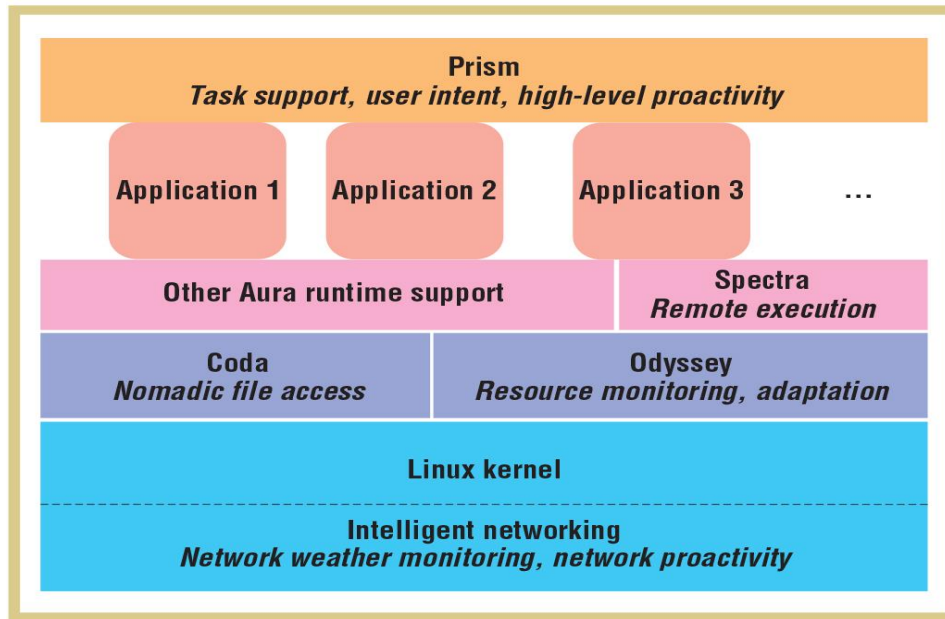 Prism
Task support, user intent, high-level proactivity
Application 1
Application 2
Application 3
...
Other Aura runtime support
Spectra
Remote execution
Coda
Nomadic file access
Odyssey
Resource monitoring, adaptation
Linux kernel
Intelligent networking
Network weather monitoring, network proactivity